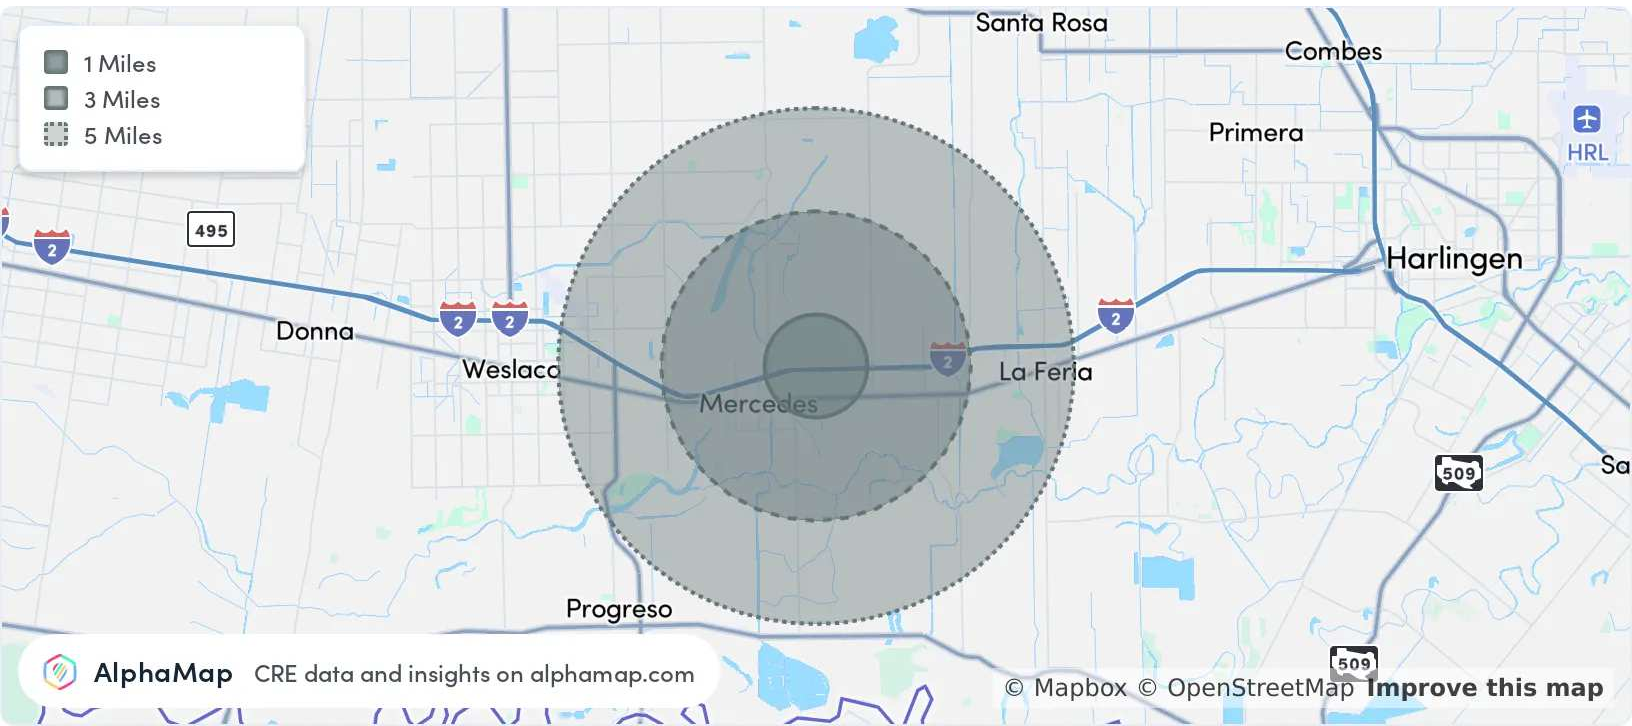 Santa Rosa
Combes
1 Miles
3 Miles
5 Miles
Primera
HRL
495
2
Harlingen
2
2
2
2
Donna
2
Weslaco
La Feria
Mercedes
Sa
509
Progreso
509
AlphaMap CRE data and insights on alphamap.com
© Mapbox © OpenStreetMap Improve this map